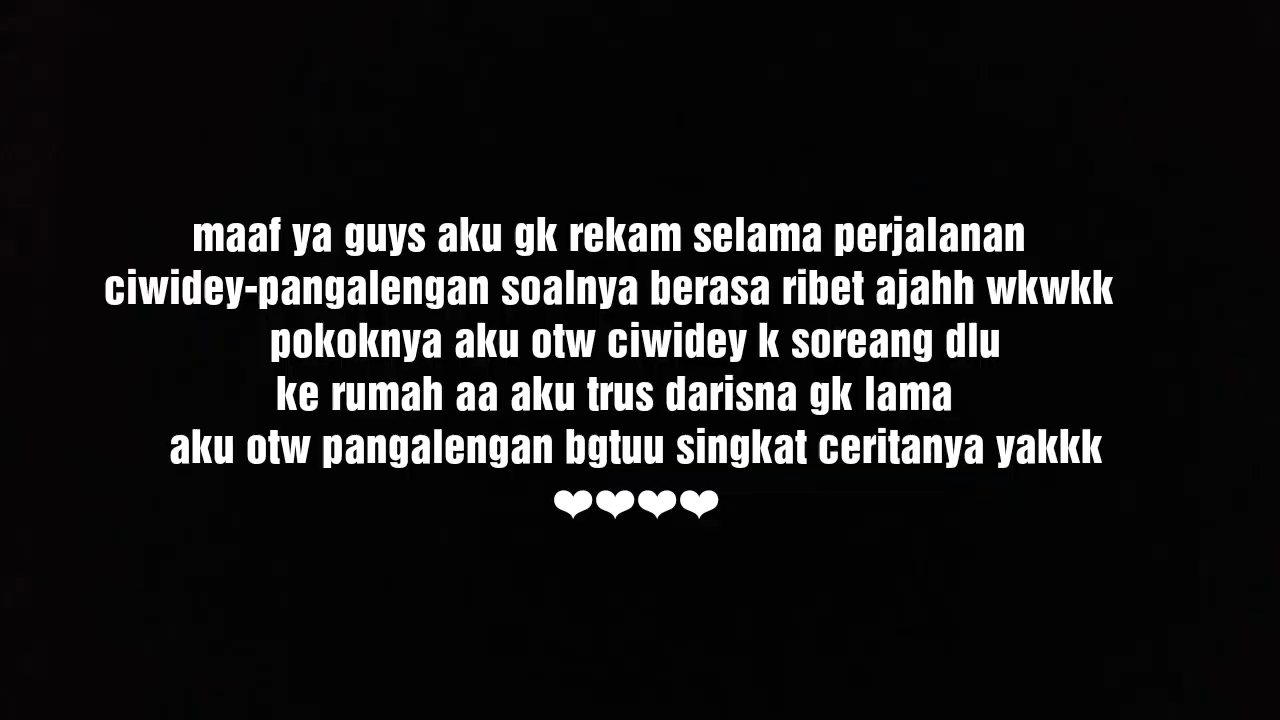 maaf ya guys aku gk rekam selama perjalanan
ciwidey-pangalengan soalnya berasa ribet ajahh wkwkk
pokoknya aku otw ciwidey k soreang dlu
ke rumah aa aku trus darisna gk lama
aku otw pangalengan bgtuu singkat ceritanya yakkk
❤❤❤❤